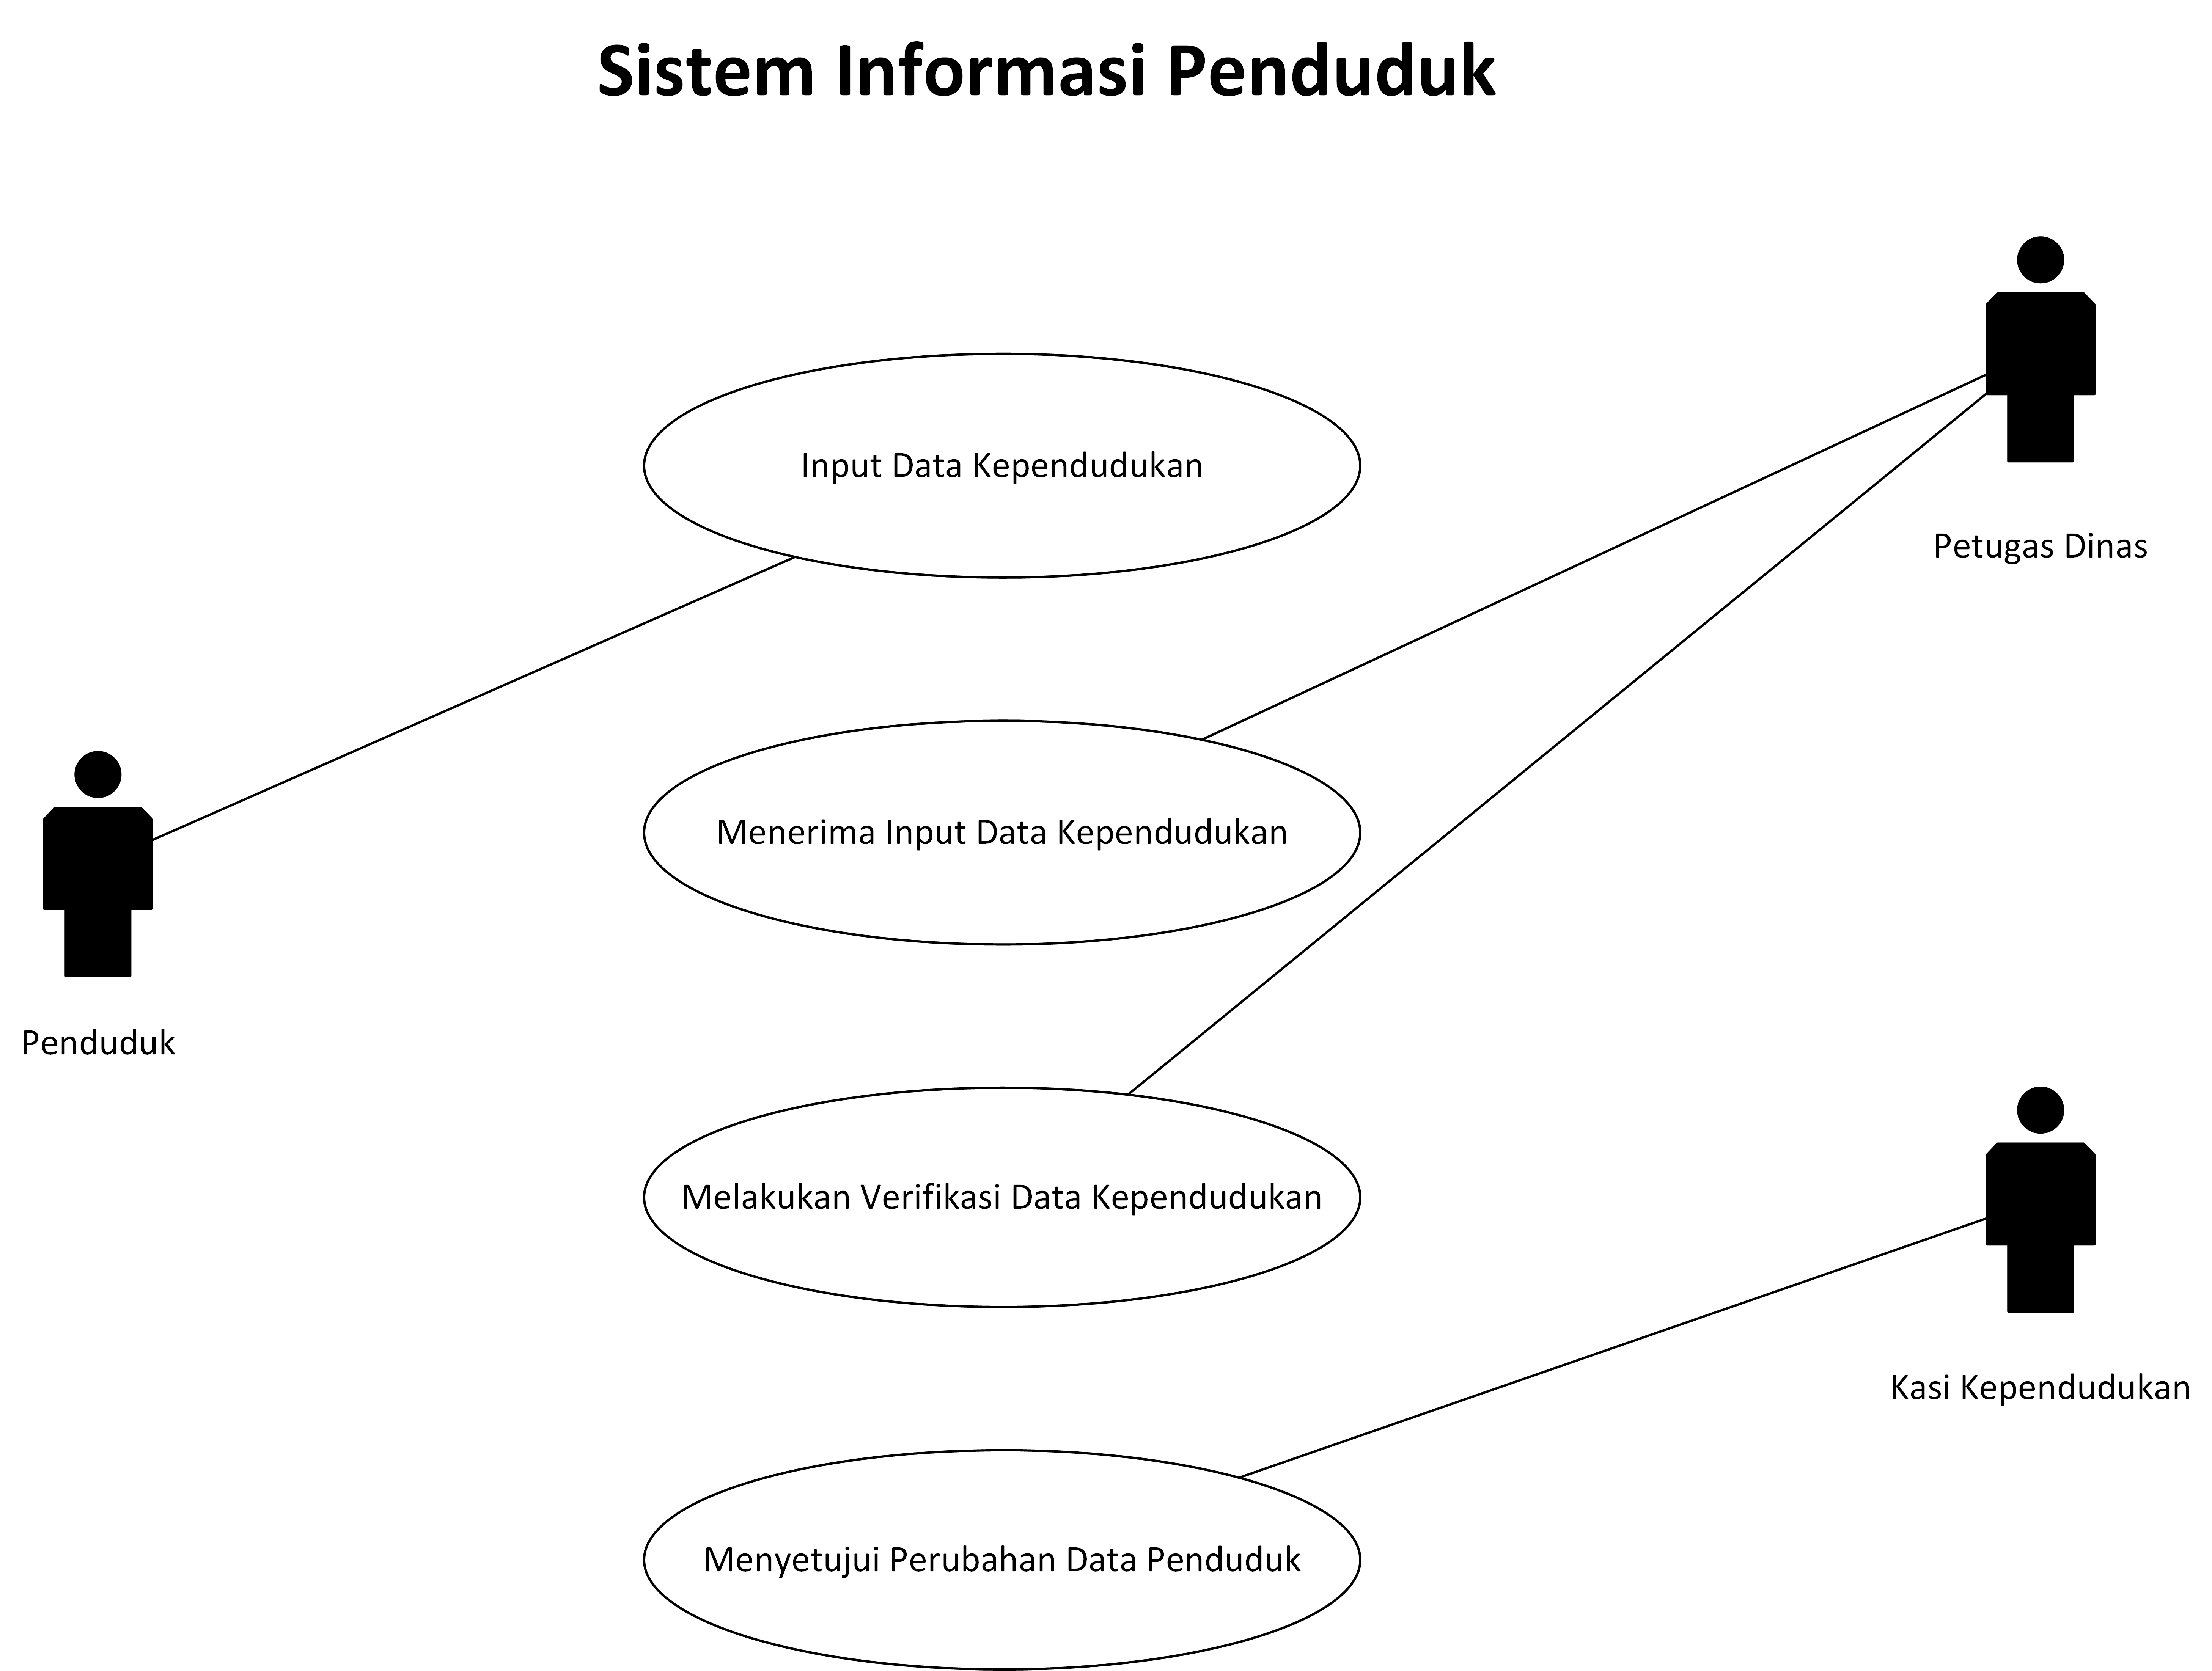 Sistem Informasi Penduduk
Input Data Kependudukan
Petugas Dinas
Menerima Input Data Kependudukan
Penduduk
Melakukan Verifikasi Data Kependudukan
Kasi Kependudukan
Menyetujui Perubahan Data Penduduk